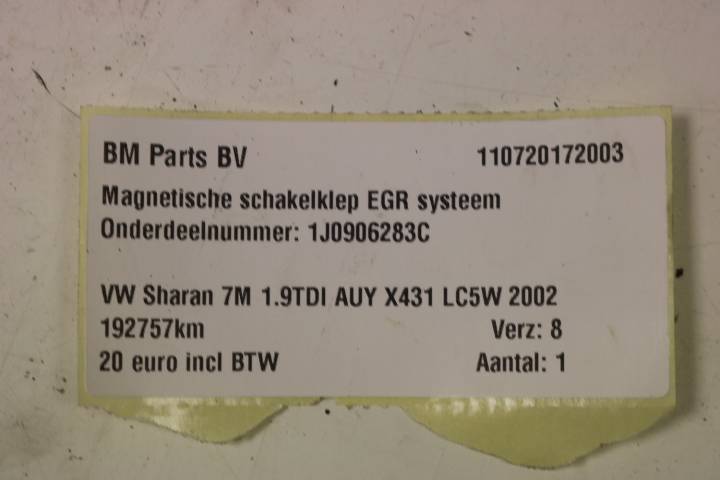 BM Parts BV 110720172003
Magnetische schakelklep EGR systeem
Onderdeelnummer: 1J0906283C
VW Sharan 7M 1.9TDI AUY X431 LC5W 2002
192757km Verz: 8
20 euro incl BTW Aantal: 1